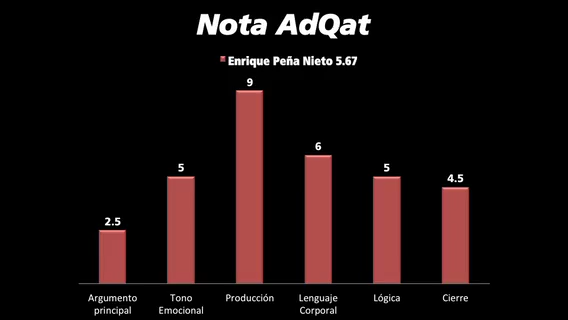 Nota AdQat
Enrique Peña Nieto 5.67
9
6
5
5
4.5
2.5
Argumento
principal
Tono
Emocional
Producción
Lenguaje
Corporal
Lógica
Cierre